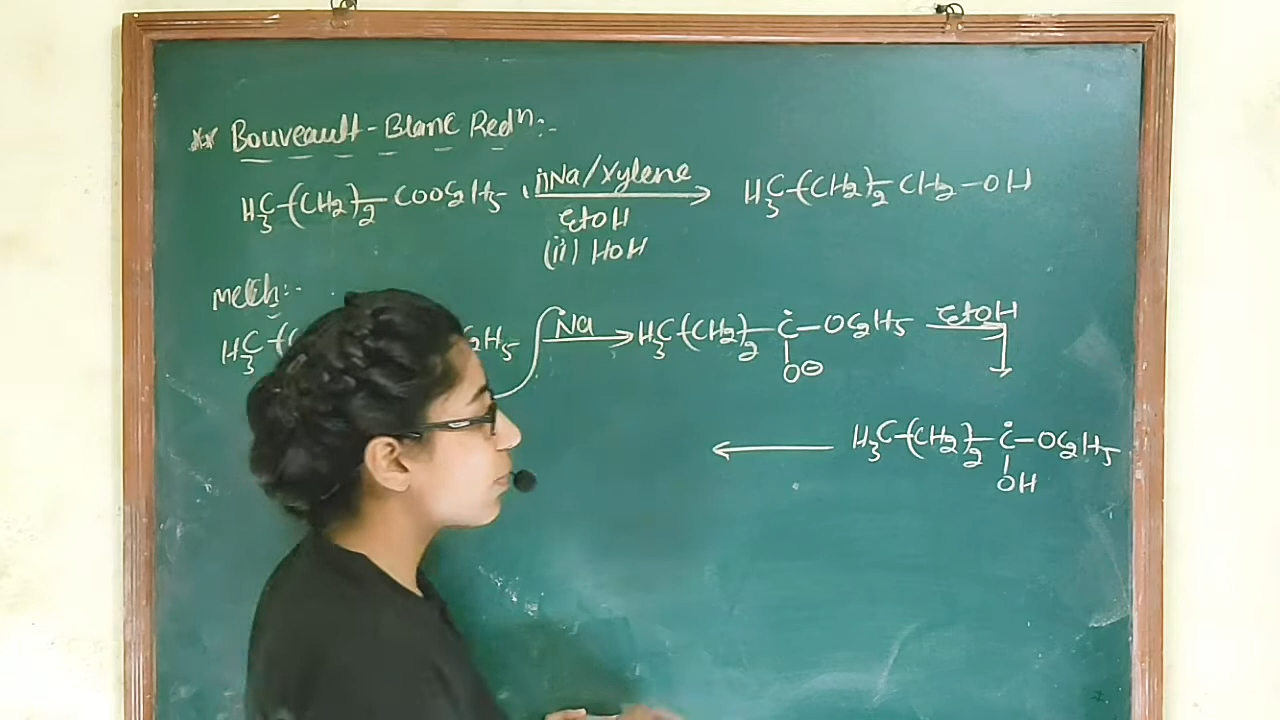 ** Bouveault-Blanc Redⁿ:-
H₃C-(CH₂)₂-COOC₂H₅ i) Na/Xylene → H₃C-(CH₂)₂-CH₂-OH
EtOH
(ii) HOH
Mech:-
H₃C-( C₂H₅ Na → H₃C-(CH₂)₂-Ċ-OC₂H₅ EtOH
O⊖
← H₃C-(CH₂)₂-Ċ-OC₂H₅
OH